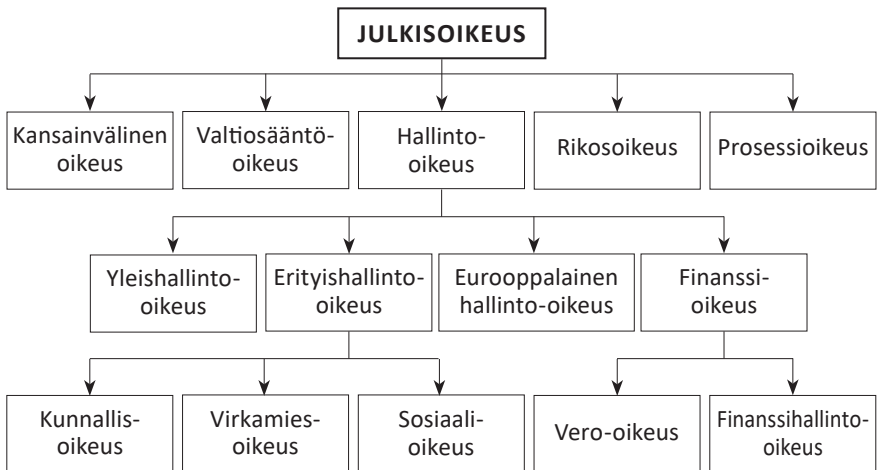 JULKISOIKEUS
Kansainvälinen
oikeus
Valtiosääntö-
oikeus
Hallinto-
oikeus
Rikosoikeus
Prosessioikeus
Yleishallinto-
oikeus
Erityishallinto-
oikeus
Eurooppalainen
hallinto-oikeus
Finanssi-
oikeus
Kunnallis-
oikeus
Virkamies-
oikeus
Sosiaali-
oikeus
Vero-oikeus
Finanssihallinto-
oikeus